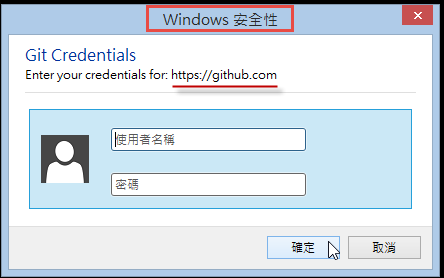 Windows 安全性
Git Credentials
Enter your credentials for: https://github.com
使用者名稱
密碼
確定
取消